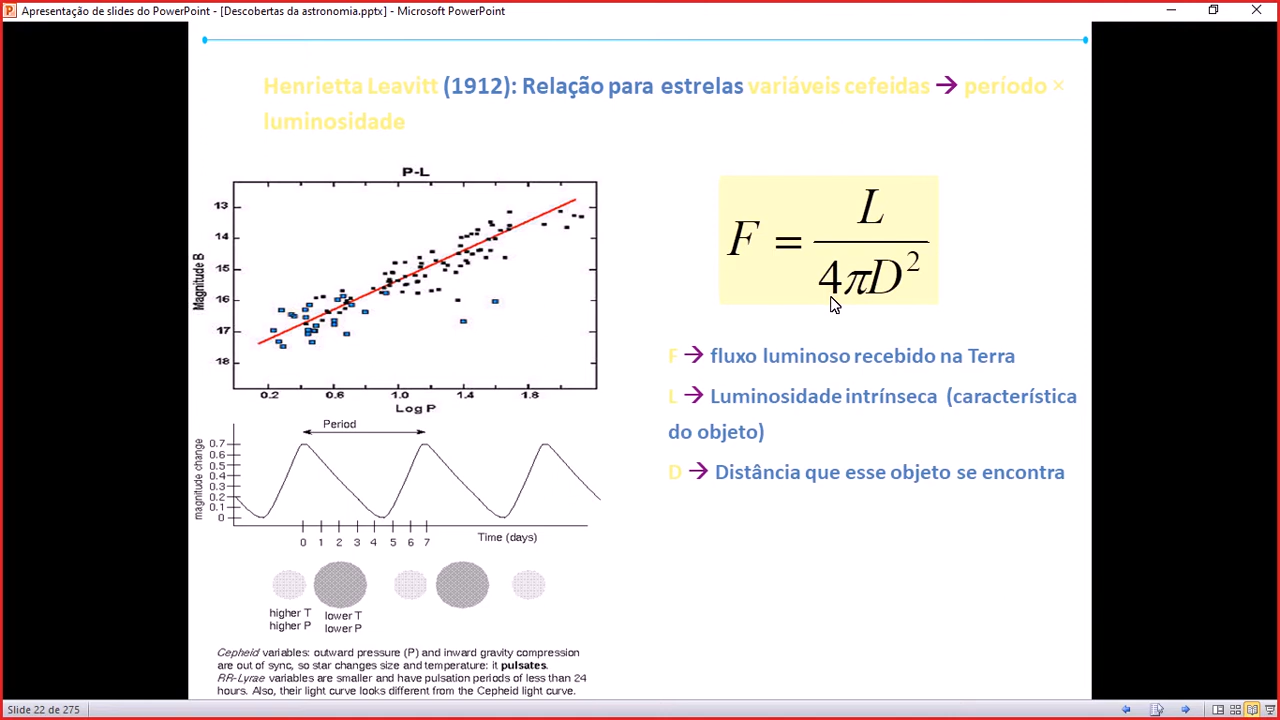 Apresentação de slides do PowerPoint - [Descobertas da astronomia.pptx] - Microsoft PowerPoint
Henrietta Leavitt (1912): Relação para estrelas variáveis cefeidas → período ×
luminosidade
P-L
Magnitude B
13
14
15
16
17
18
0.2 0.6 1.0 1.4 1.8
Log P
F = L / 4πD²
F → fluxo luminoso recebido na Terra
L → Luminosidade intrínseca (característica
do objeto)
D → Distância que esse objeto se encontra
Period
magnitude change
0.7
0.6
0.5
0.4
0.3
0.2
0.1
0
0 1 2 3 4 5 6 7
Time (days)
higher T
higher P
lower T
lower P
Cepheid variables: outward pressure (P) and inward gravity compression
are out of sync, so star changes size and temperature: it pulsates.
RR-Lyrae variables are smaller and have pulsation periods of less than 24
hours. Also, their light curve looks different from the Cepheid light curve.
Slide 22 de 275